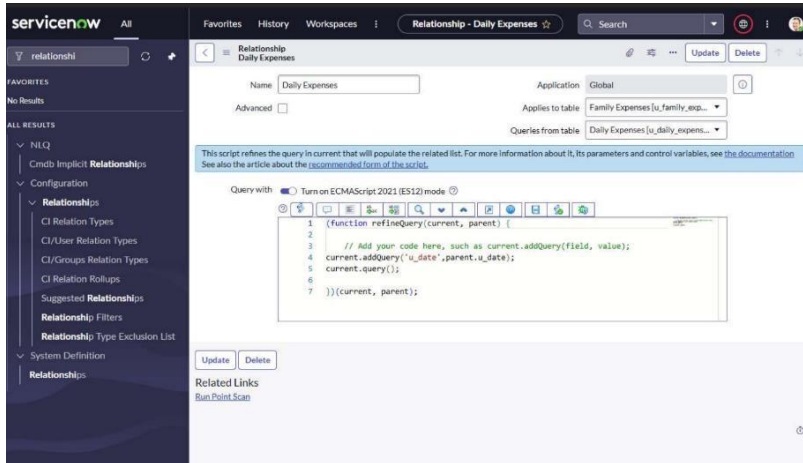 servicenow All Favorites History Workspaces Relationship - Daily Expenses Search
relationshi
Relationship
Daily Expenses
Update Delete
FAVORITES
No Results
ALL RESULTS
NLQ
Cmdb Implicit Relationships
Configuration
Relationships
CI Relation Types
CI/User Relation Types
CI/Groups Relation Types
CI Relation Rollups
Suggested Relationships
Relationship Filters
Relationship Type Exclusion List
System Definition
Relationships
Name Daily Expenses
Application Global
Advanced
Applies to table Family Expenses [u_family_exp...
Queries from table Daily Expenses [u_daily_expens...
This script refines the query in current that will populate the related list. For more information about it, its parameters and control variables, see the documentation
See also the article about the recommended form of the script.
Query with Turn on ECMAScript 2021 (ES12) mode
1 (function refineQuery(current, parent) {
2
3 // Add your code here, such as current.addQuery(field, value);
4 current.addQuery('u_date',parent.u_date);
5 current.query();
6
7 })(current, parent);
Update Delete
Related Links
Run Point Scan